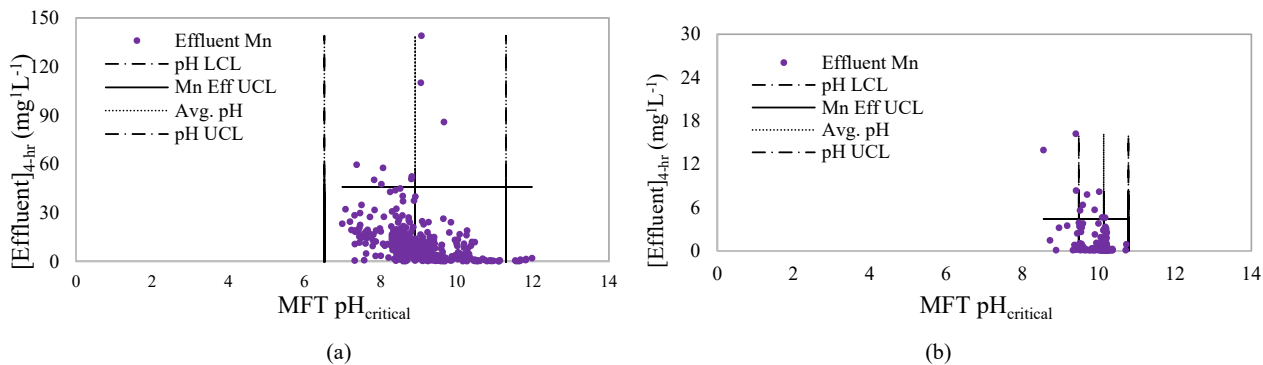 150
120
90
60
30
0
[Effluent]4-hr (mg¹L⁻¹)
Effluent Mn
pH LCL
Mn Eff UCL
Avg. pH
pH UCL
0 2 4 6 8 10 12 14
MFT pHcritical
(a)
30
24
18
12
6
0
[Effluent]4-hr (mg¹L⁻¹)
Effluent Mn
pH LCL
Mn Eff UCL
Avg. pH
pH UCL
0 2 4 6 8 10 12 14
MFT pHcritical
(b)